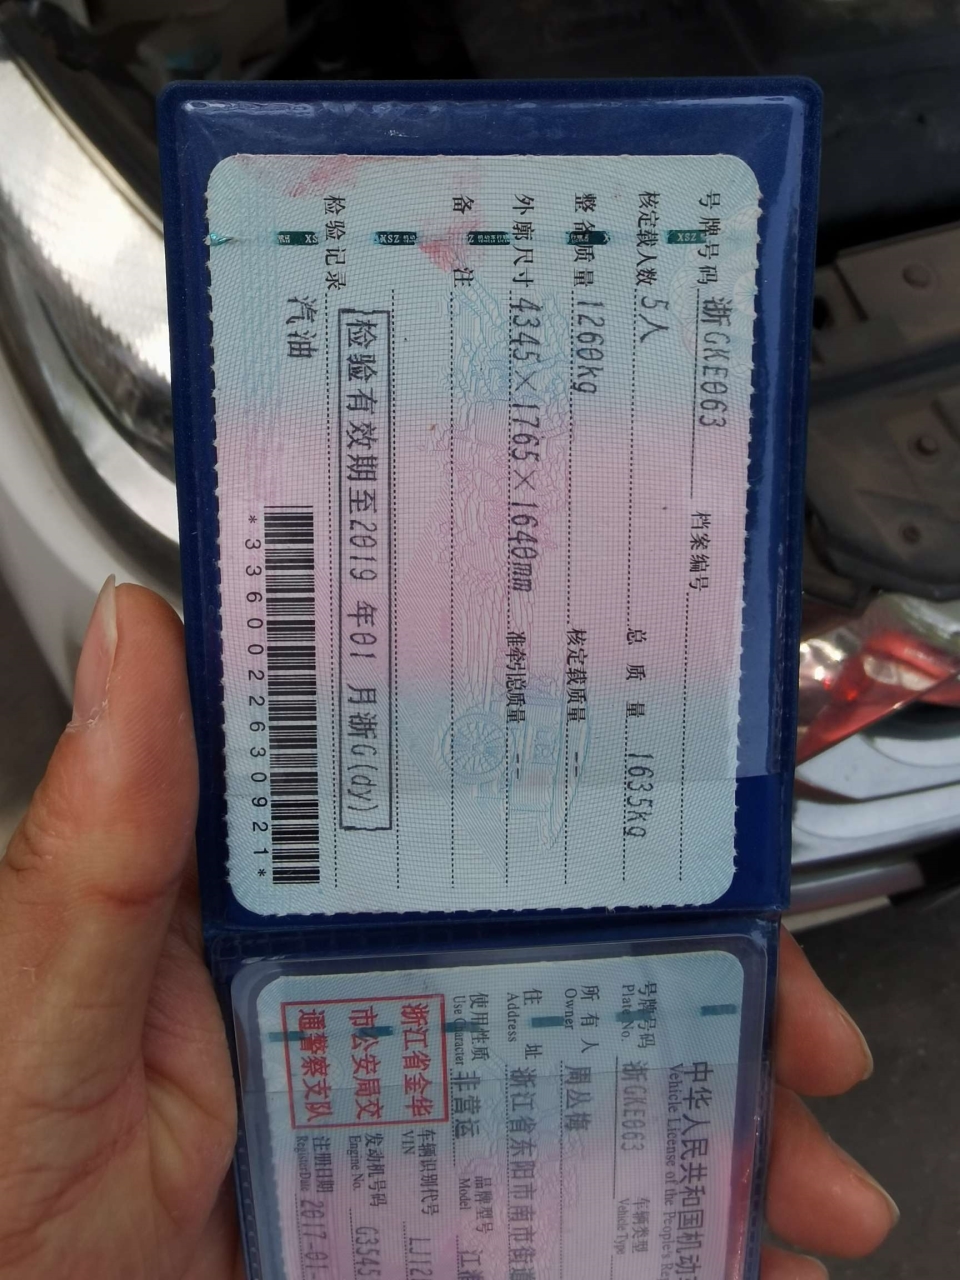 号牌号码 浙GKE063 档案编号
核定载人数 5人 总质量 1635kg
整备质量 1260kg 核定载质量 --
外廓尺寸 4345×1765×1640mm 准牵引总质量 --
备注
检验有效期至2019年01月浙G(dy)
检验记录
汽油
*3360022630921*
中华人民共和国机动
Vehicle License of the People's Re
号牌号码 浙GKE063 车辆类型
Plate No. Vehicle Type
所有人 周丛梅
Owner
住址 浙江省东阳市南市街道
Address
使用性质 非营运 品牌型号 江淮
Use Character Model
浙江省金华
市公安局交
通警察支队
车辆识别代号 LJ12
VIN
发动机号码 G3545
Engine No.
注册日期 2017-01-
Register Date